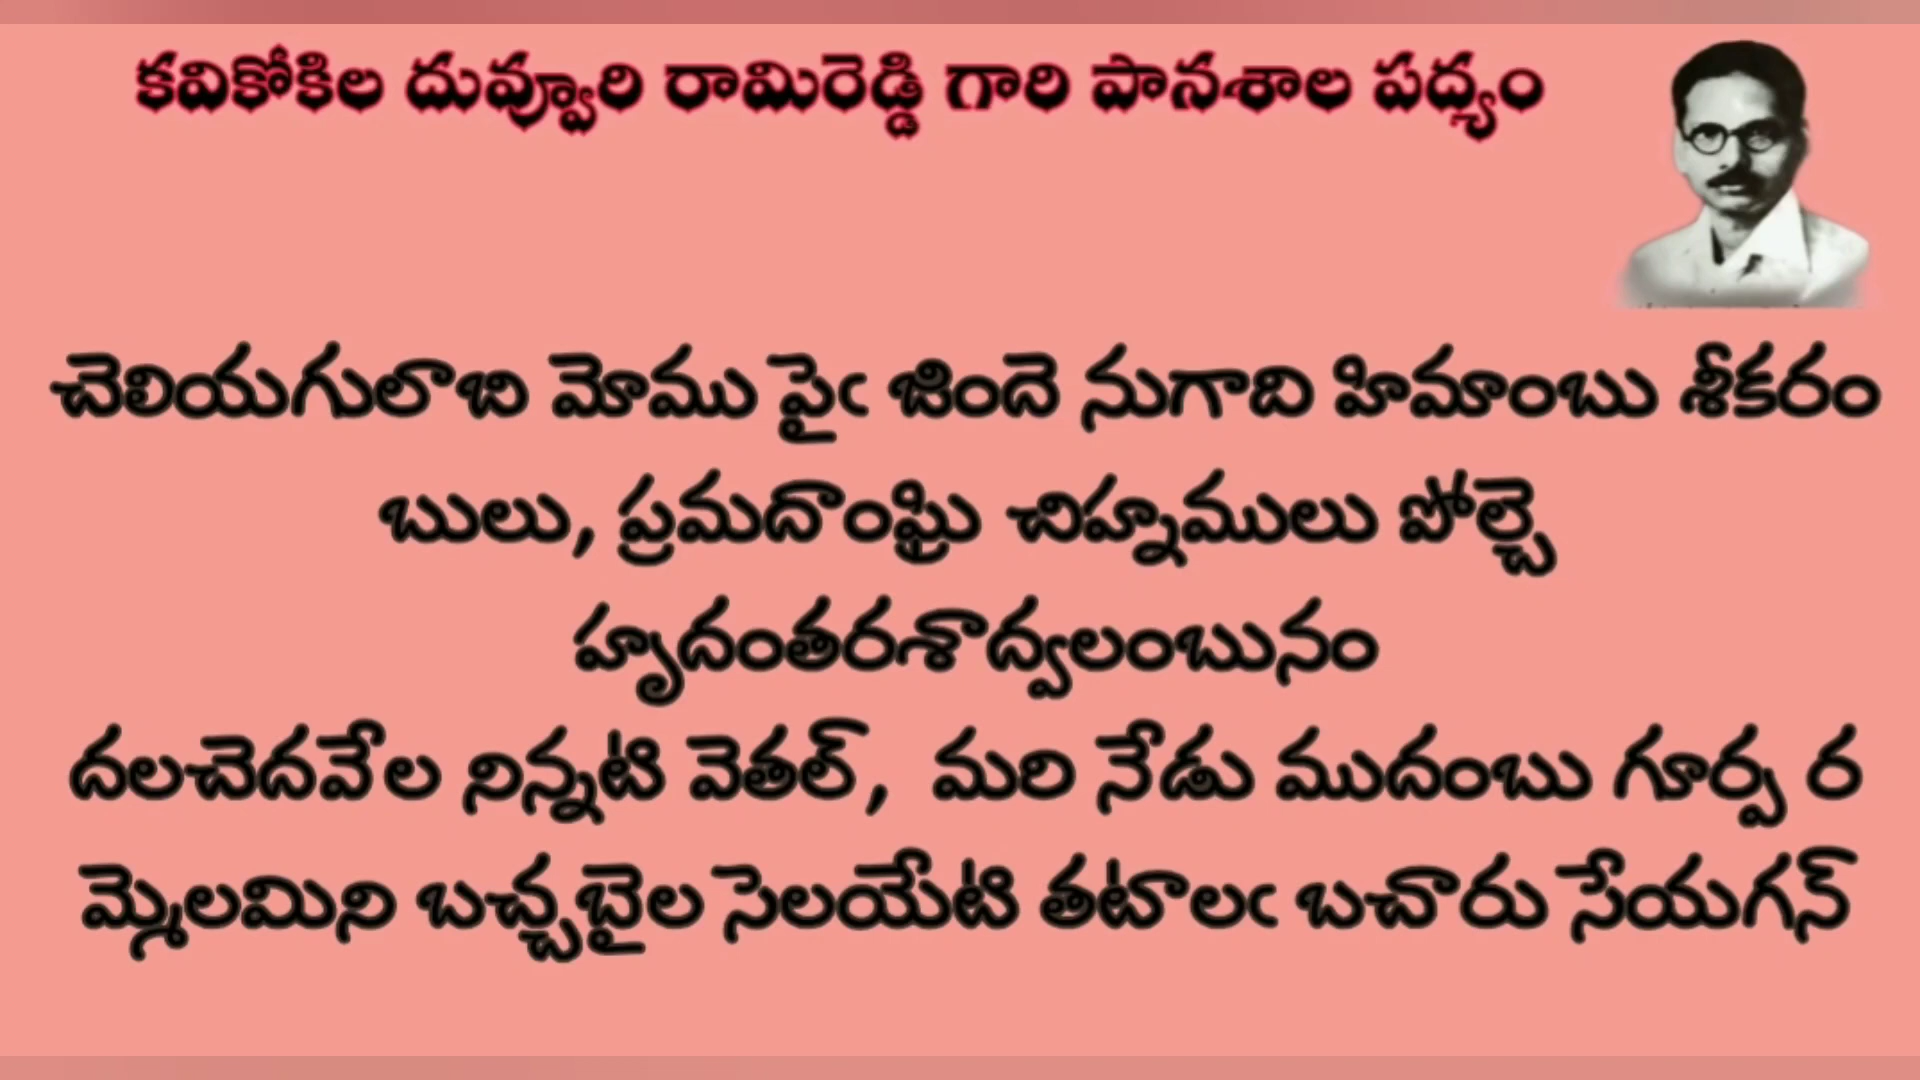 కవికోకిల దువ్వూరి రామిరెడ్డి గారి పానశాల పద్యం
చెలియగులాబి మోము పైఁ జిందె నుగాది హిమాంబు శీకరం
బులు, ప్రమదాంఘ్రి చిహ్నములు పోల్చె
హృదంతరశాద్వలంబునం
దలచెదవేల నిన్నటి వెతల్, మరి నేడు ముదంబు గూర్ప ర
మ్మెలమిని బచ్చబైల సెలయేటి తటాలఁ బచారు సేయగన్